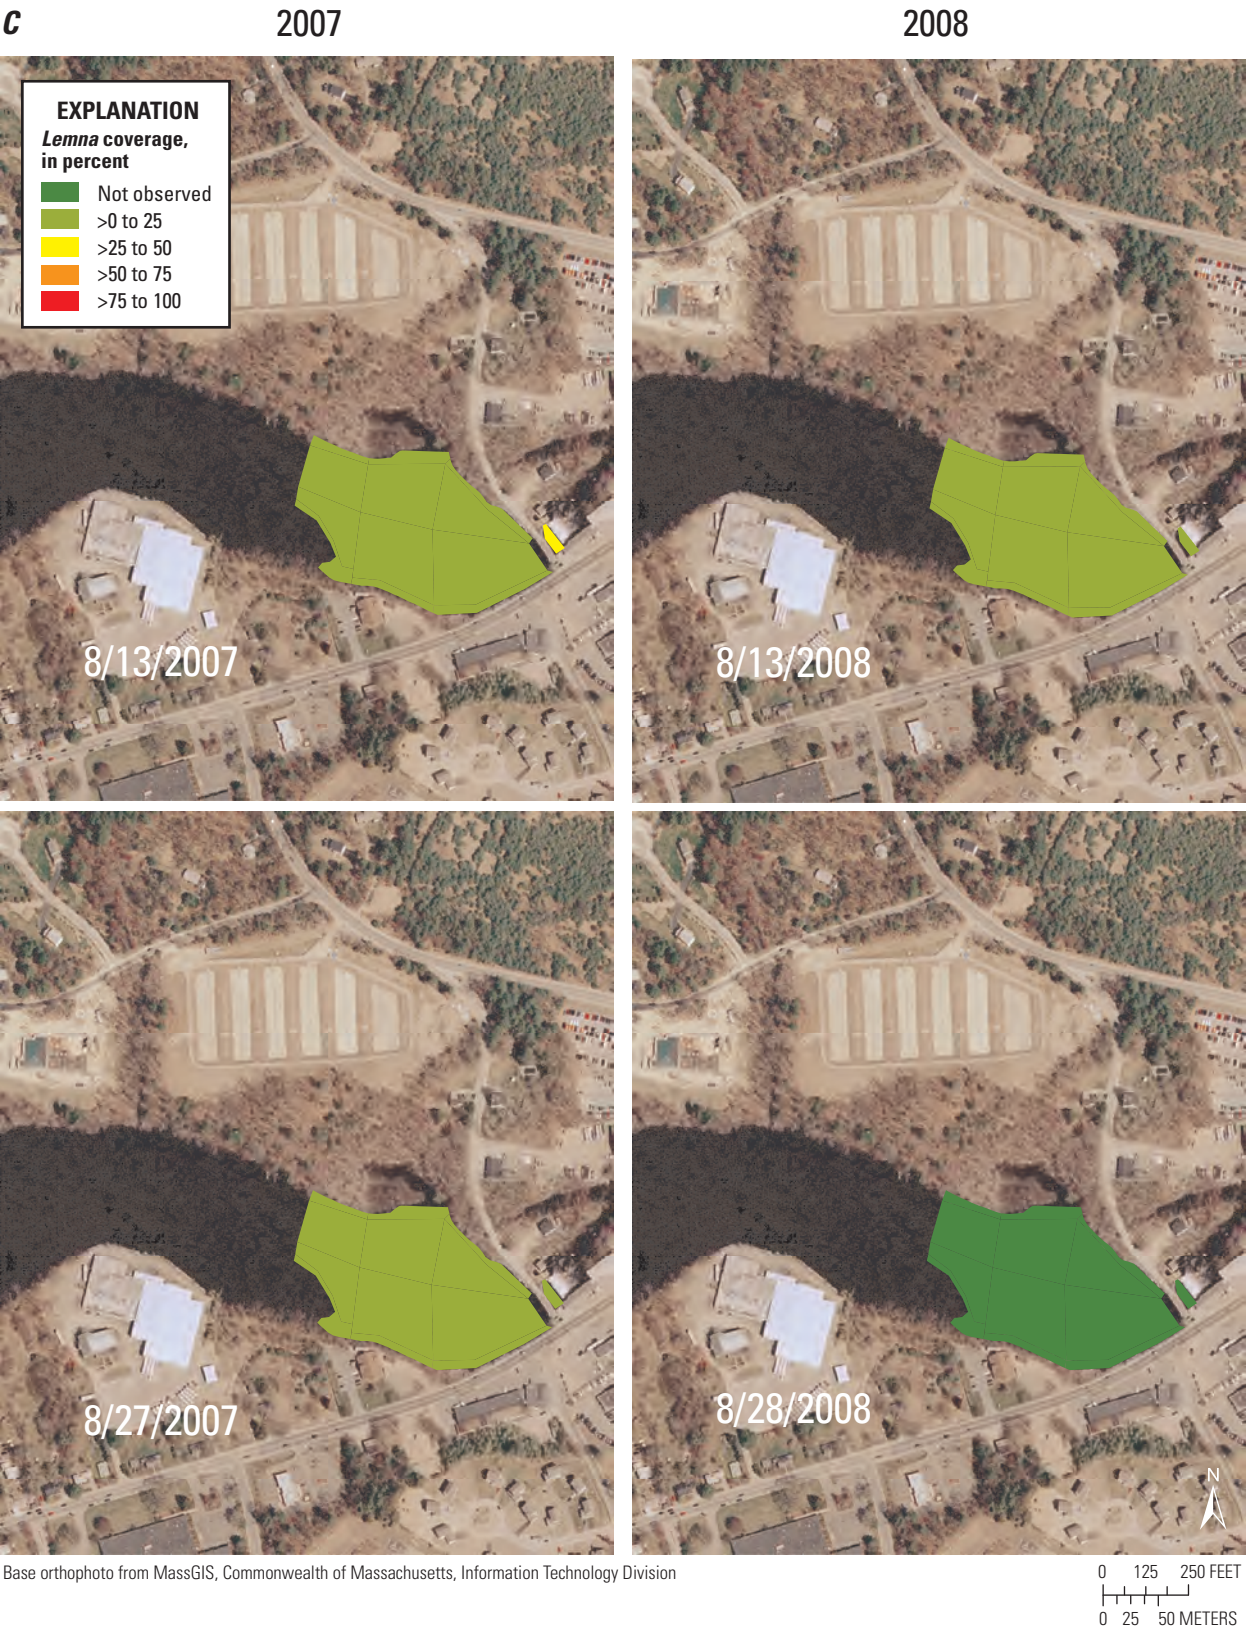 C
2007
2008
EXPLANATION
Lemna coverage,
in percent
Not observed
>0 to 25
>25 to 50
>50 to 75
>75 to 100
8/13/2007
8/13/2008
8/27/2007
8/28/2008
N
Base orthophoto from MassGIS, Commonwealth of Massachusetts, Information Technology Division
0 125 250 FEET
0 25 50 METERS